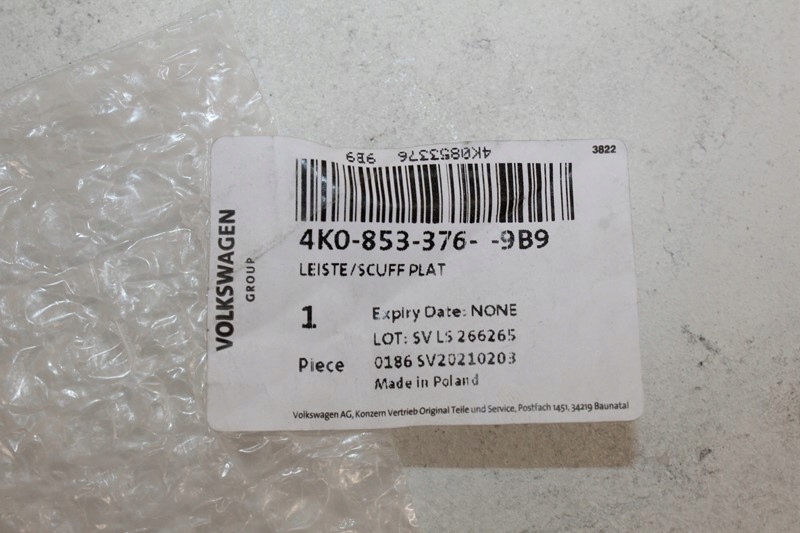 3822
4K0853376 9B9
4K0-853-376- -9B9
LEISTE/SCUFF PLAT
VOLKSWAGEN
GROUP
1
Piece
Expiry Date: NONE
LOT: SV LS 266265
0186 SV20210203
Made in Poland
Volkswagen AG, Konzern Vertrieb Original Teile und Service, Postfach 1451, 34219 Baunatal